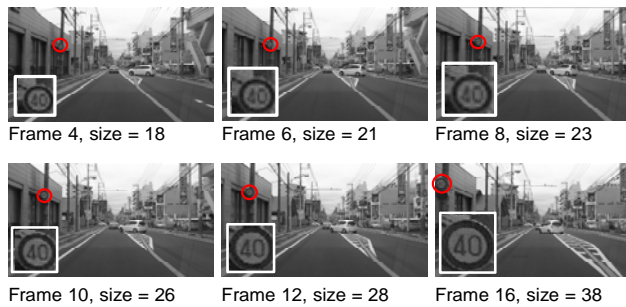 40
40
40
Frame 4, size = 18
Frame 6, size = 21
Frame 8, size = 23
40
40
40
Frame 10, size = 26
Frame 12, size = 28
Frame 16, size = 38